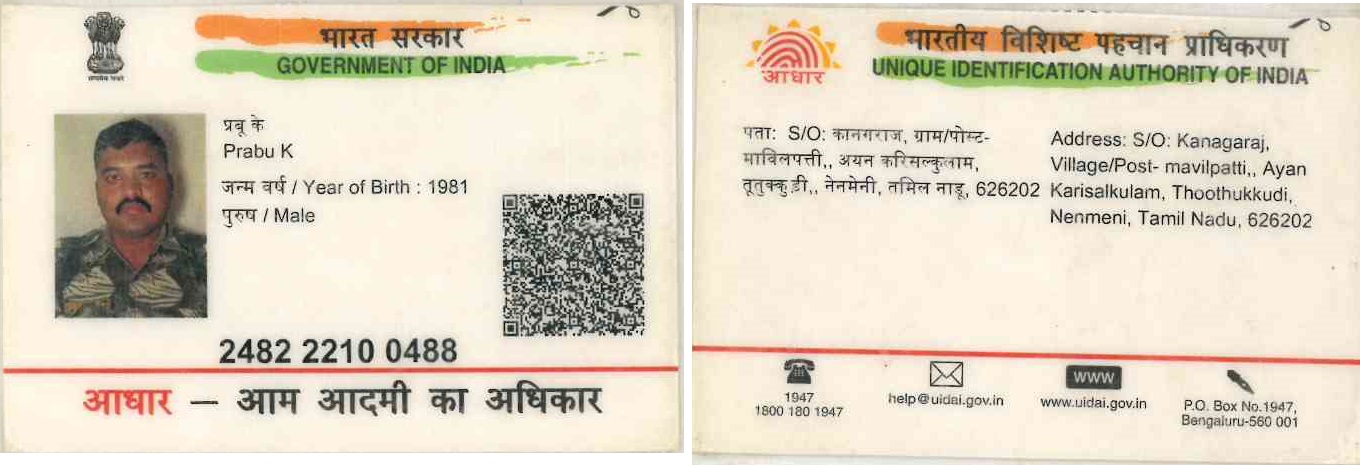 भारत सरकार
GOVERNMENT OF INDIA
प्रबू के
Prabu K
जन्म वर्ष / Year of Birth : 1981
पुरुष / Male
2482 2210 0488
आधार – आम आदमी का अधिकार
आधार
भारतीय विशिष्ट पहचान प्राधिकरण
UNIQUE IDENTIFICATION AUTHORITY OF INDIA
पता: S/O: कानगराज, ग्राम/पोस्ट-
माविलपत्ती,, अयन करिसल्कुलाम,
तूतुक्कुड़ी,, नेनमेनी, तमिल नाडू, 626202
Address: S/O: Kanagaraj,
Village/Post- mavilpatti,, Ayan
Karisalkulam, Thoothukkudi,
Nenmeni, Tamil Nadu, 626202
1947
1800 180 1947
help@uidai.gov.in
WWW
www.uidai.gov.in
P.O. Box No.1947,
Bengaluru-560 001